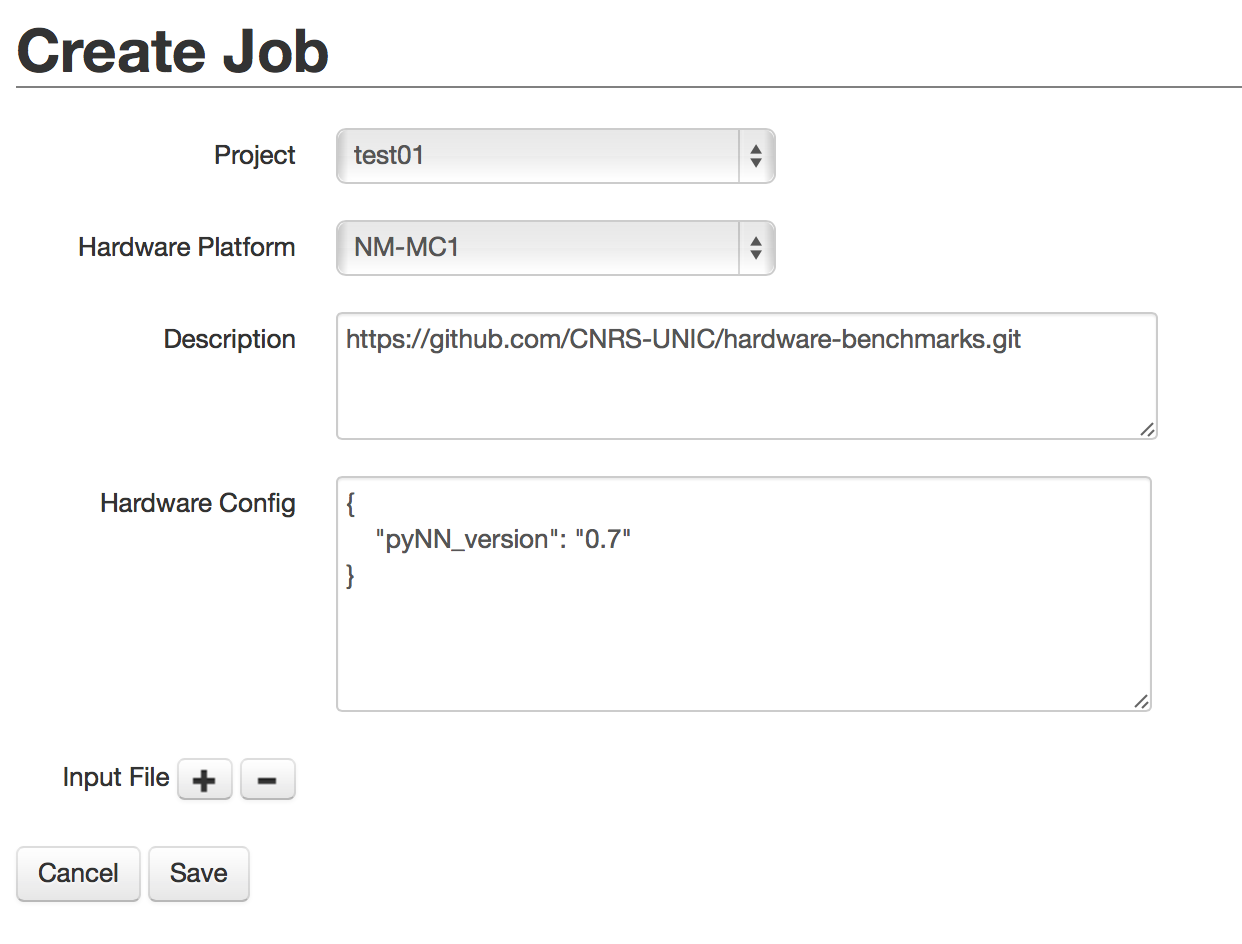 Create Job
Project test01
Hardware Platform NM-MC1
Description https://github.com/CNRS-UNIC/hardware-benchmarks.git
Hardware Config {
"pyNN_version": "0.7"
}
Input File + -
Cancel Save